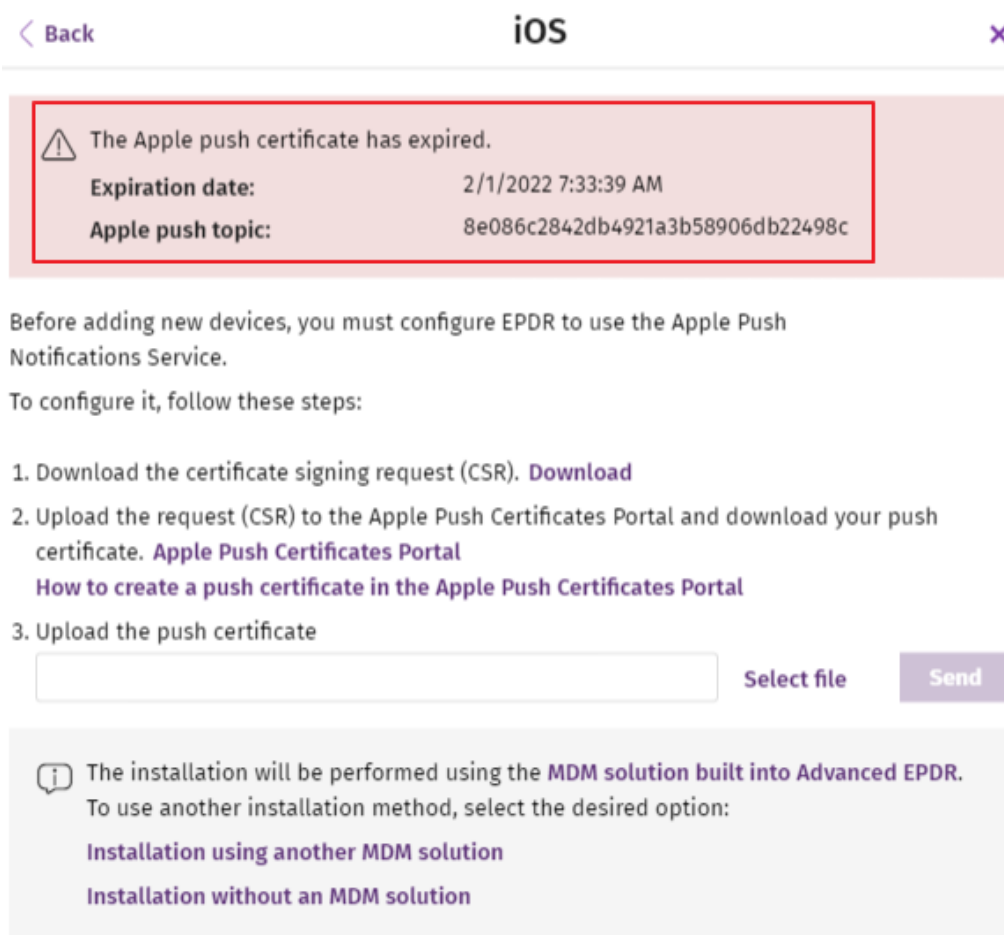 Back
iOS
The Apple push certificate has expired.
Expiration date: 2/1/2022 7:33:39 AM
Apple push topic: 8e086c2842db4921a3b58906db22498c
Before adding new devices, you must configure EPDR to use the Apple Push
Notifications Service.
To configure it, follow these steps:
1. Download the certificate signing request (CSR). Download
2. Upload the request (CSR) to the Apple Push Certificates Portal and download your push
certificate. Apple Push Certificates Portal
How to create a push certificate in the Apple Push Certificates Portal
3. Upload the push certificate
Select file Send
The installation will be performed using the MDM solution built into Advanced EPDR.
To use another installation method, select the desired option:
Installation using another MDM solution
Installation without an MDM solution